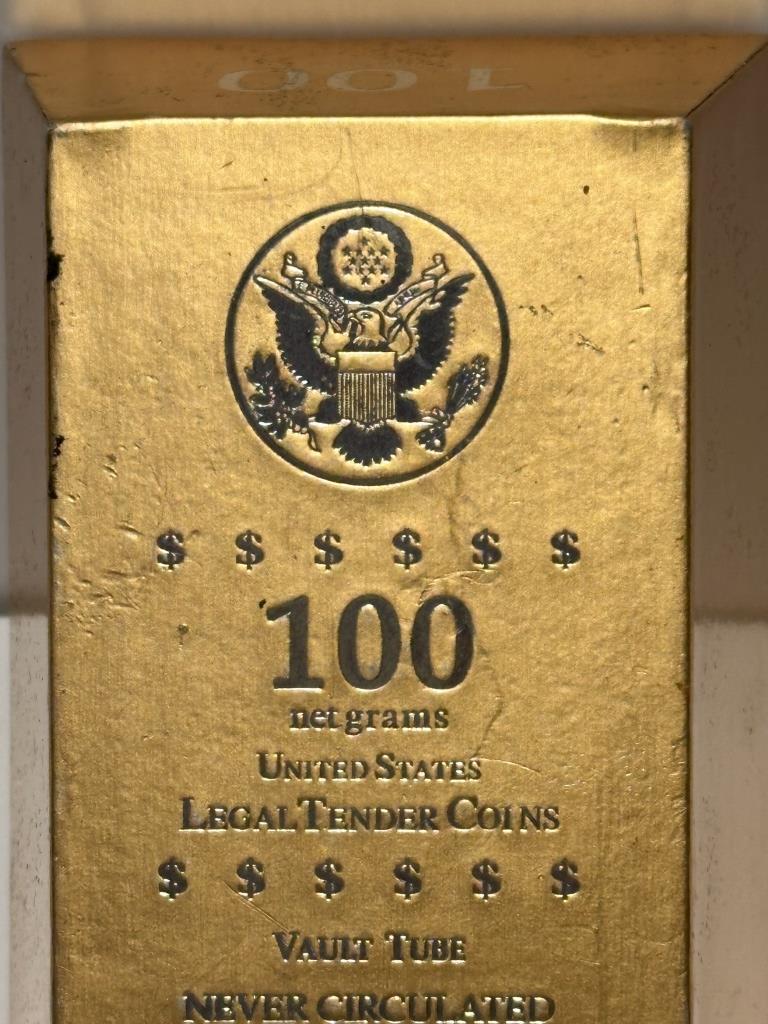 100
$ $ $ $ $ $
100
net grams
UNITED STATES
LEGAL TENDER COINS
$ $ $ $ $ $
VAULT TUBE
NEVER CIRCULATED